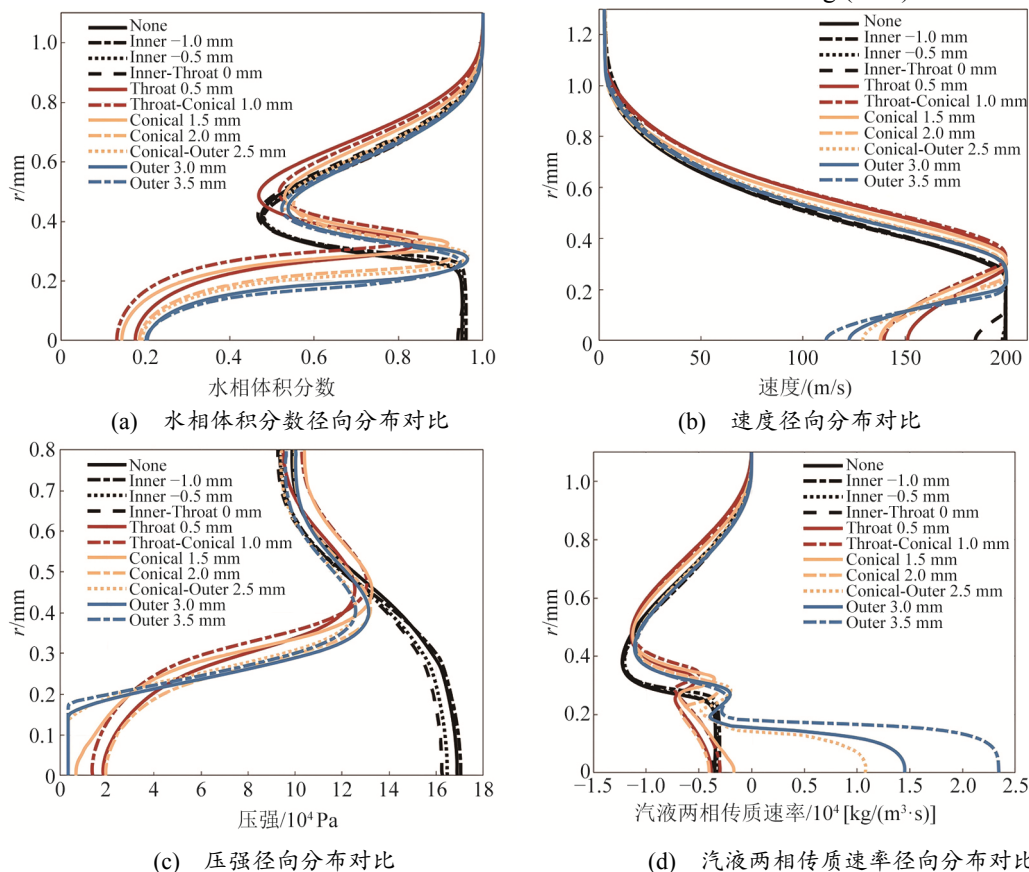 None
Inner −1.0 mm
Inner −0.5 mm
Inner-Throat 0 mm
Throat 0.5 mm
Throat-Conical 1.0 mm
Conical 1.5 mm
Conical 2.0 mm
Conical-Outer 2.5 mm
Outer 3.0 mm
Outer 3.5 mm
r/mm
1.0
0.8
0.6
0.4
0.2
0
0 0.2 0.4 0.6 0.8 1.0
水相体积分数
(a) 水相体积分数径向分布对比
None
Inner −1.0 mm
Inner −0.5 mm
Inner-Throat 0 mm
Throat 0.5 mm
Throat-Conical 1.0 mm
Conical 1.5 mm
Conical 2.0 mm
Conical-Outer 2.5 mm
Outer 3.0 mm
Outer 3.5 mm
r/mm
1.2
1.0
0.8
0.6
0.4
0.2
0
0 50 100 150 200
速度/(m/s)
(b) 速度径向分布对比
None
Inner −1.0 mm
Inner −0.5 mm
Inner-Throat 0 mm
Throat 0.5 mm
Throat-Conical 1.0 mm
Conical 1.5 mm
Conical 2.0 mm
Conical-Outer 2.5 mm
Outer 3.0 mm
Outer 3.5 mm
r/mm
0.8
0.7
0.6
0.5
0.4
0.3
0.2
0.1
0
0 2 4 6 8 10 12 14 16 18
压强/10⁴ Pa
(c) 压强径向分布对比
None
Inner −1.0 mm
Inner −0.5 mm
Inner-Throat 0 mm
Throat 0.5 mm
Throat-Conical 1.0 mm
Conical 1.5 mm
Conical 2.0 mm
Conical-Outer 2.5 mm
Outer 3.0 mm
Outer 3.5 mm
r/mm
1.0
0.8
0.6
0.4
0.2
0
−1.5 −1.0 −0.5 0 0.5 1.0 1.5 2.0 2.5
汽液两相传质速率/10⁴ [kg/(m³·s)]
(d) 汽液两相传质速率径向分布对比